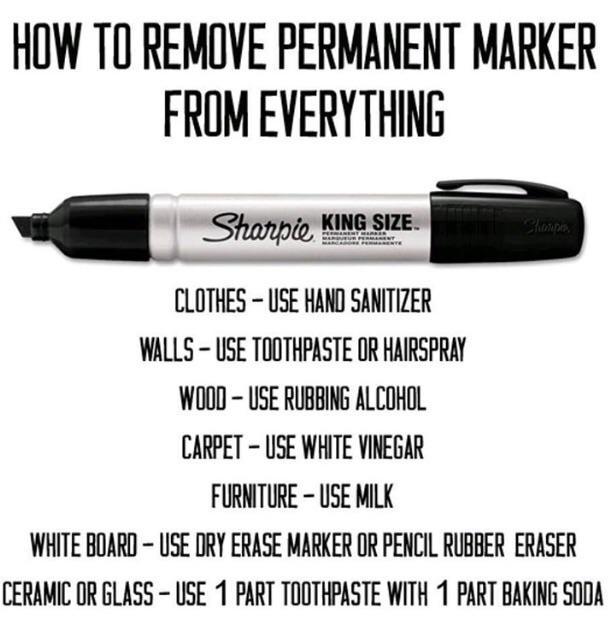 HOW TO REMOVE PERMANENT MARKER
FROM EVERYTHING
Sharpie. KING SIZE™
PERMANENT MARKER
MARQUEUR PERMANENT
MARCADORE PERMANENTE
Sharpie
CLOTHES – USE HAND SANITIZER
WALLS – USE TOOTHPASTE OR HAIRSPRAY
WOOD – USE RUBBING ALCOHOL
CARPET – USE WHITE VINEGAR
FURNITURE – USE MILK
WHITE BOARD – USE DRY ERASE MARKER OR PENCIL RUBBER ERASER
CERAMIC OR GLASS – USE 1 PART TOOTHPASTE WITH 1 PART BAKING SODA